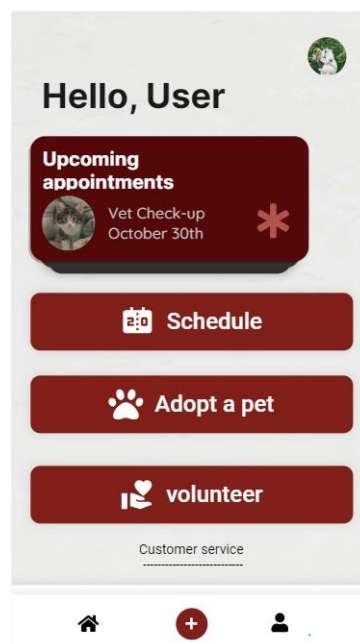 Hello, User
Upcoming
appointments
Vet Check-up
October 30th
Schedule
Adopt a pet
volunteer
Customer service